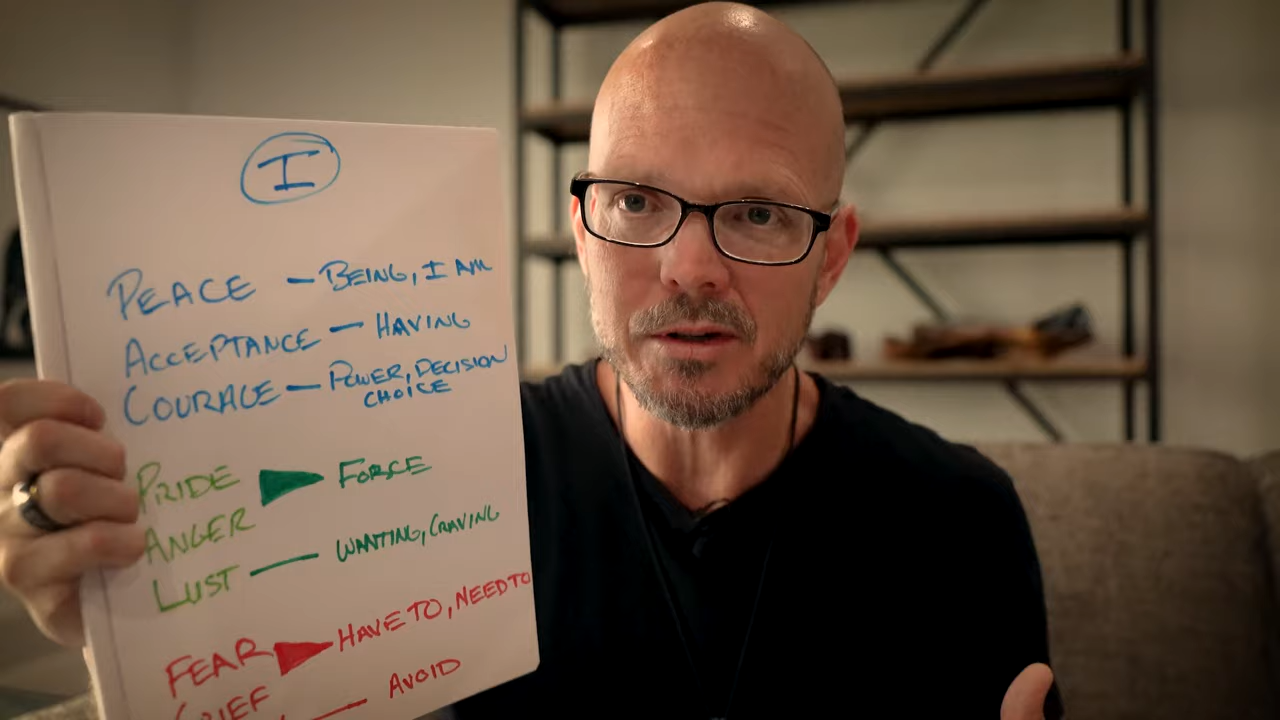 I
PEACE — BEING, I AM
ACCEPTANCE — HAVING
COURAGE — POWER, DECISION
CHOICE
PRIDE ▶ FORCE
ANGER
LUST — WANTING, CRAVING
FEAR ▶ HAVE TO, NEED TO
GRIEF — AVOID